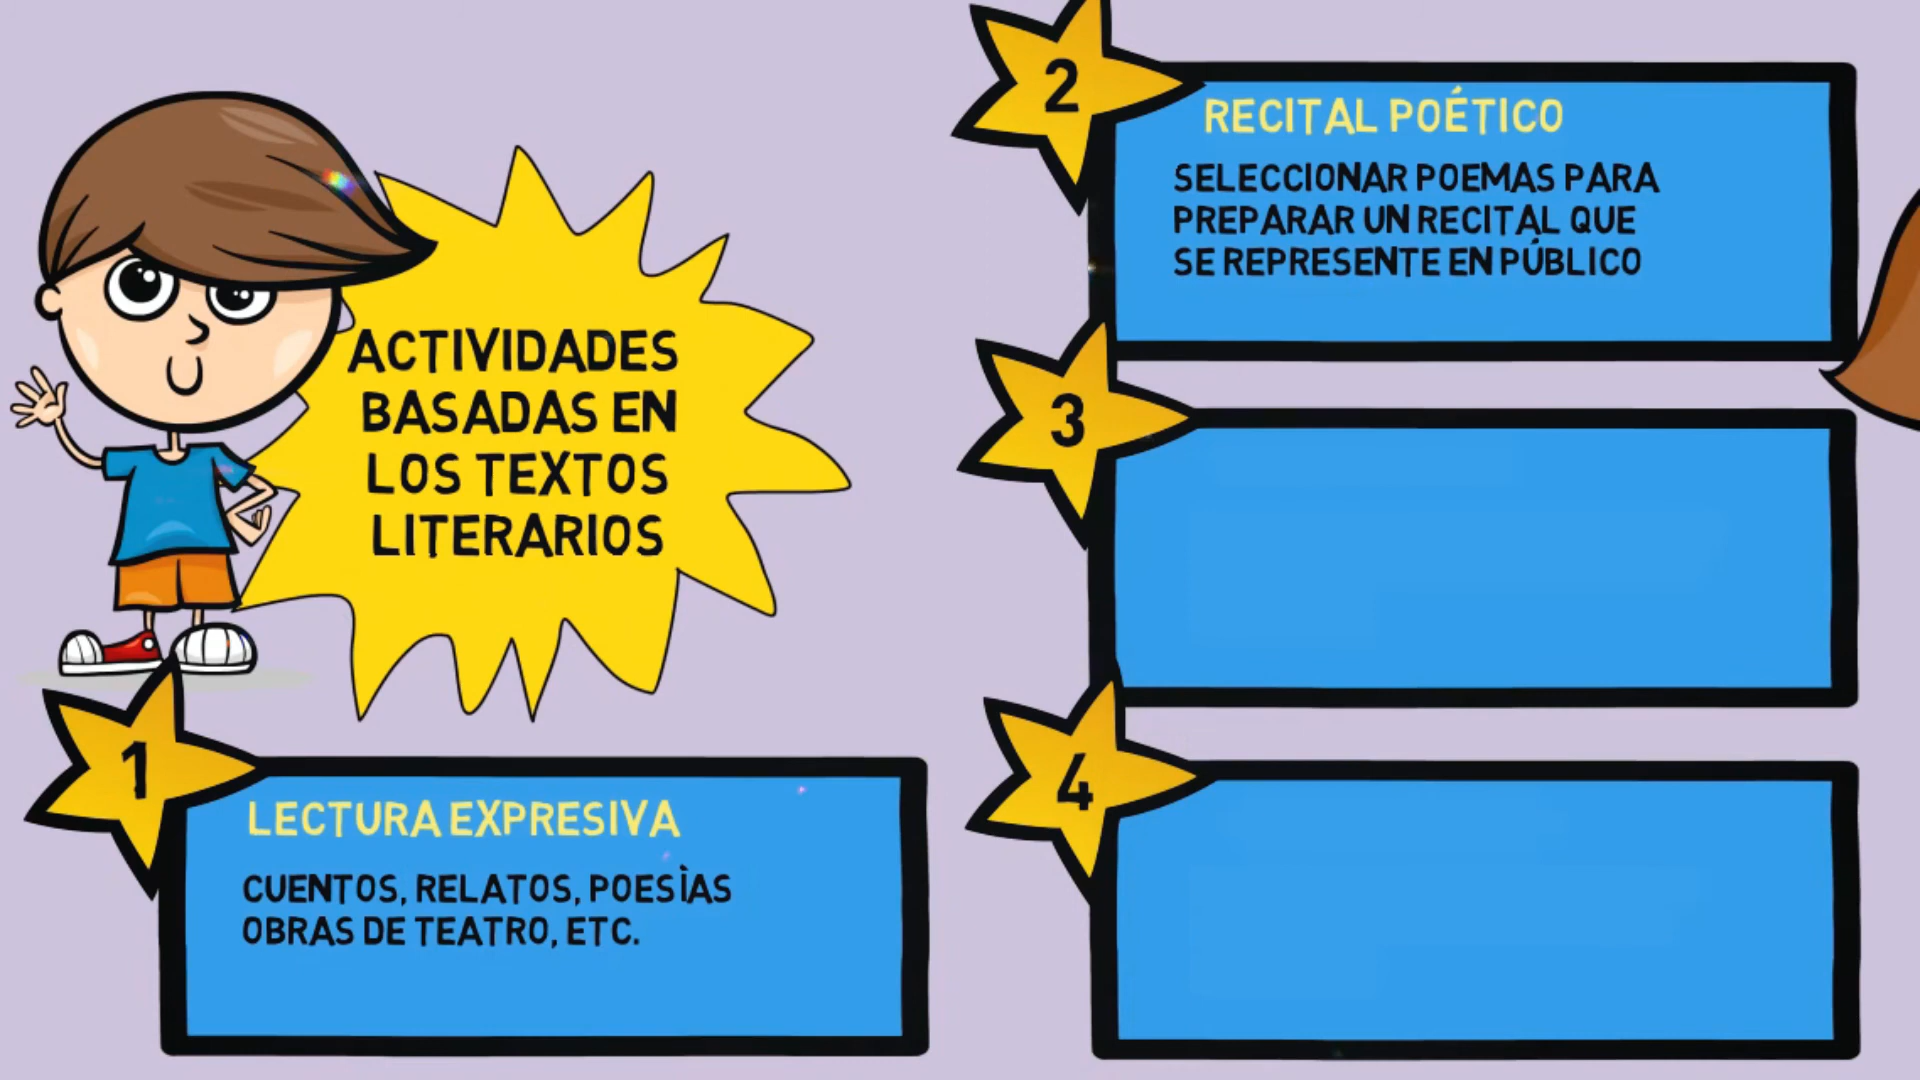 ACTIVIDADES
BASADAS EN
LOS TEXTOS
LITERARIOS
1
LECTURA EXPRESIVA
CUENTOS, RELATOS, POESÌAS
OBRAS DE TEATRO, ETC.
2
RECITAL POÉTICO
SELECCIONAR POEMAS PARA
PREPARAR UN RECITAL QUE
SE REPRESENTE EN PÚBLICO
3
4